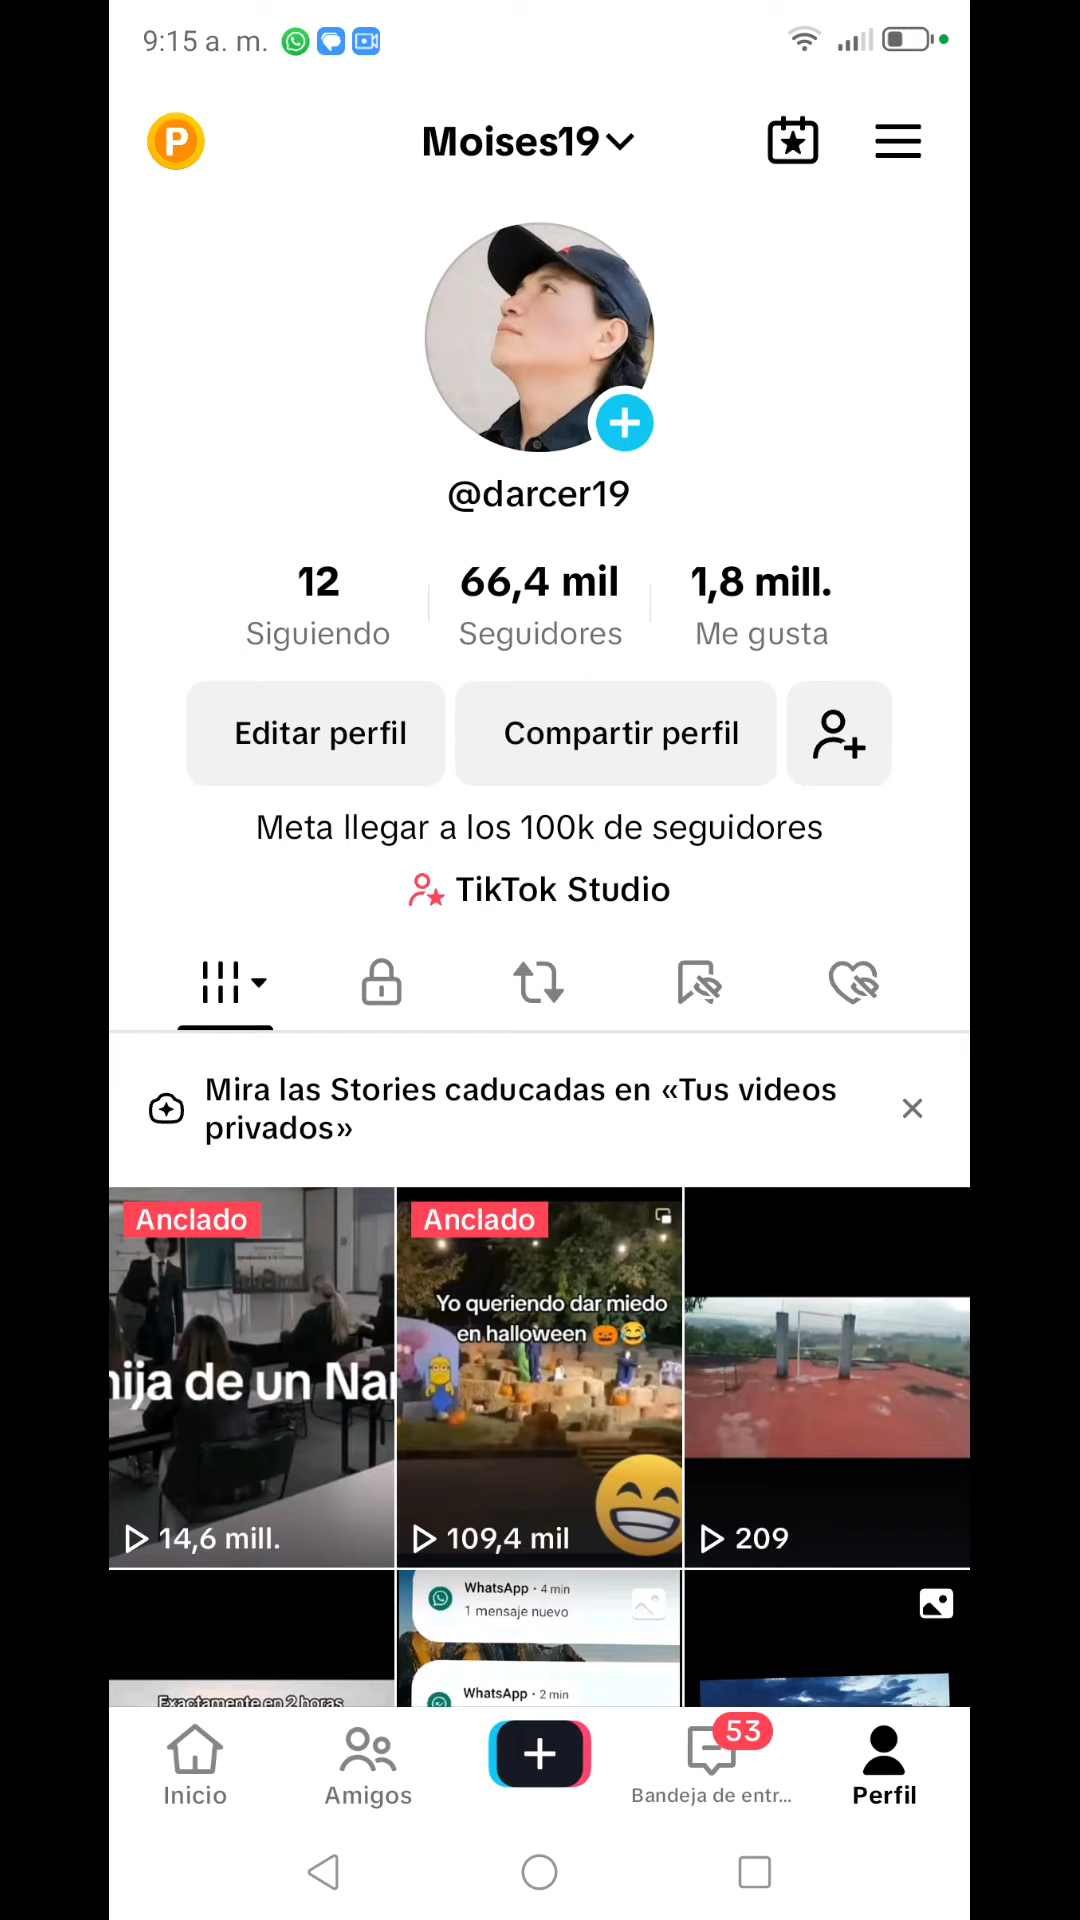 9:15 a. m.
P
Moises19
@darcer19
12
Siguiendo
66,4 mil
Seguidores
1,8 mill.
Me gusta
Editar perfil
Compartir perfil
Meta llegar a los 100k de seguidores
TikTok Studio
Mira las Stories caducadas en «Tus videos
privados»
Anclado
hija de un Nar
14,6 mill.
Anclado
Yo queriendo dar miedo
en halloween 🎃😂
109,4 mil
209
Exactamente en 2 horas
WhatsApp · 4 min
1 mensaje nuevo
WhatsApp · 2 min
Inicio
Amigos
53
Bandeja de entr...
Perfil